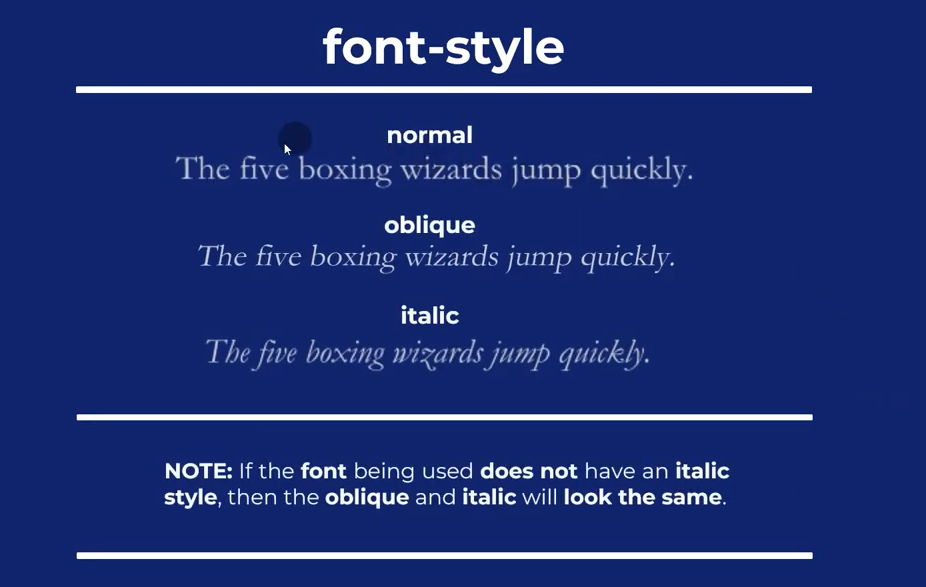 font-style
normal
The five boxing wizards jump quickly.
oblique
The five boxing wizards jump quickly.
italic
The five boxing wizards jump quickly.
NOTE: If the font being used does not have an italic
style, then the oblique and italic will look the same.